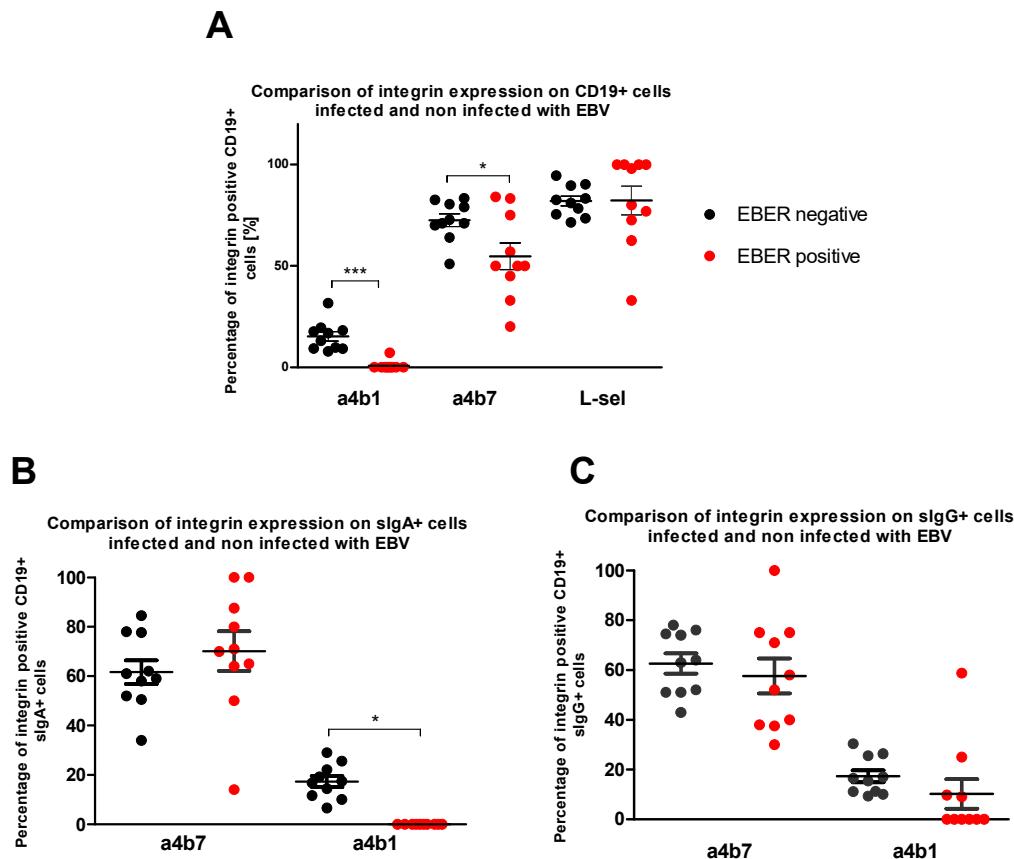 A
Comparison of integrin expression on CD19+ cells
infected and non infected with EBV
Percentage of integrin positive CD19+
cells [%]
100
50
0
***
*
a4b1
a4b7
L-sel
EBER negative
EBER positive
B
Comparison of integrin expression on sIgA+ cells
infected and non infected with EBV
Percentage of integrin positive CD19+
sIgA+ cells
100
80
60
40
20
0
*
a4b7
a4b1
C
Comparison of integrin expression on sIgG+ cells
infected and non infected with EBV
Percentage of integrin positive CD19+
sIgG+ cells
100
80
60
40
20
0
a4b7
a4b1